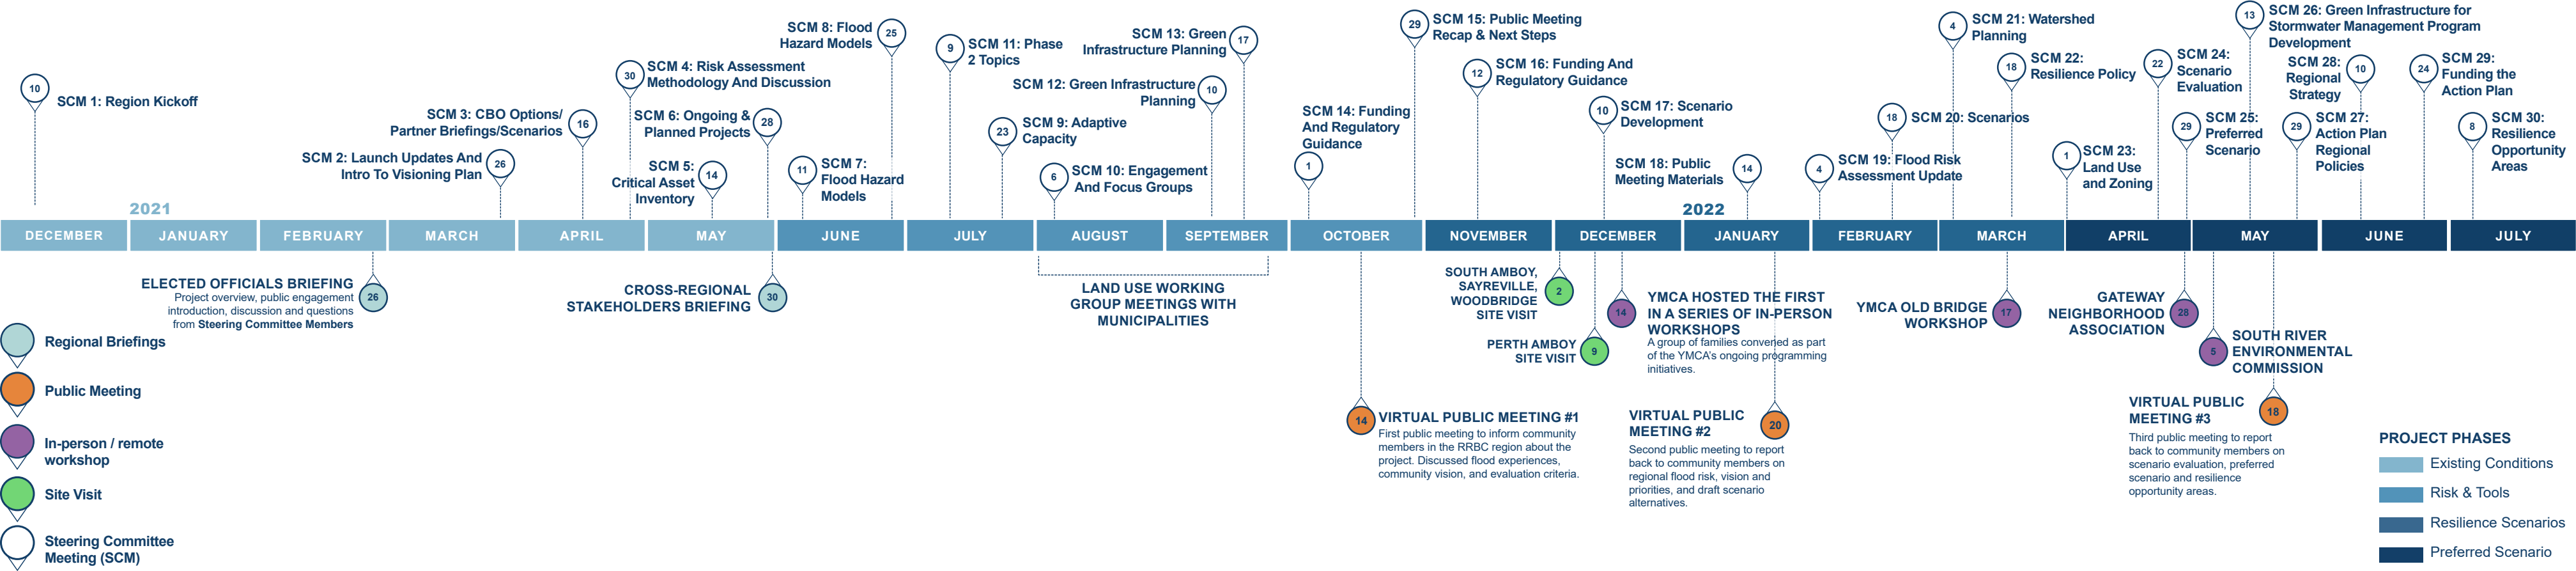 10
SCM 1: Region Kickoff
SCM 2: Launch Updates And
Intro To Visioning Plan
26
SCM 3: CBO Options/
Partner Briefings/Scenarios
16
30
SCM 4: Risk Assessment
Methodology And Discussion
SCM 5:
Critical Asset
Inventory
14
SCM 6: Ongoing &
Planned Projects
28
11
SCM 7:
Flood Hazard
Models
SCM 8: Flood
Hazard Models
25
23
SCM 9: Adaptive
Capacity
6
SCM 10: Engagement
And Focus Groups
9
SCM 11: Phase
2 Topics
SCM 12: Green Infrastructure
Planning
10
SCM 13: Green
Infrastructure Planning
17
SCM 14: Funding
And Regulatory
Guidance
1
29
SCM 15: Public Meeting
Recap & Next Steps
12
SCM 16: Funding And
Regulatory Guidance
10
SCM 17: Scenario
Development
SCM 18: Public
Meeting Materials
14
4
SCM 19: Flood Risk
Assessment Update
18
SCM 20: Scenarios
4
SCM 21: Watershed
Planning
18
SCM 22:
Resilience Policy
1
SCM 23:
Land Use
and Zoning
22
SCM 24:
Scenario
Evaluation
29
SCM 25:
Preferred
Scenario
13
SCM 26: Green Infrastructure for
Stormwater Management Program
Development
29
SCM 27:
Action Plan
Regional
Policies
SCM 28:
Regional
Strategy
10
24
SCM 29:
Funding the
Action Plan
8
SCM 30:
Resilience
Opportunity
Areas
2021
2022
DECEMBER
JANUARY
FEBRUARY
MARCH
APRIL
MAY
JUNE
JULY
AUGUST
SEPTEMBER
OCTOBER
NOVEMBER
DECEMBER
JANUARY
FEBRUARY
MARCH
APRIL
MAY
JUNE
JULY
ELECTED OFFICIALS BRIEFING
Project overview, public engagement
introduction, discussion and questions
from Steering Committee Members
26
CROSS-REGIONAL
STAKEHOLDERS BRIEFING
30
LAND USE WORKING
GROUP MEETINGS WITH
MUNICIPALITIES
14
VIRTUAL PUBLIC MEETING #1
First public meeting to inform community
members in the RRBC region about the
project. Discussed flood experiences,
community vision, and evaluation criteria.
SOUTH AMBOY,
SAYREVILLE,
WOODBRIDGE
SITE VISIT
2
PERTH AMBOY
SITE VISIT
9
14
YMCA HOSTED THE FIRST
IN A SERIES OF IN-PERSON
WORKSHOPS
A group of families convened as part
of the YMCA's ongoing programming
initiatives.
VIRTUAL PUBLIC
MEETING #2
20
Second public meeting to report
back to community members on
regional flood risk, vision and
priorities, and draft scenario
alternatives.
YMCA OLD BRIDGE
WORKSHOP
17
GATEWAY
NEIGHBORHOOD
ASSOCIATION
28
5
SOUTH RIVER
ENVIRONMENTAL
COMMISSION
VIRTUAL PUBLIC
MEETING #3
18
Third public meeting to report
back to community members on
scenario evaluation, preferred
scenario and resilience
opportunity areas.
Regional Briefings
Public Meeting
In-person / remote
workshop
Site Visit
Steering Committee
Meeting (SCM)
PROJECT PHASES
Existing Conditions
Risk & Tools
Resilience Scenarios
Preferred Scenario